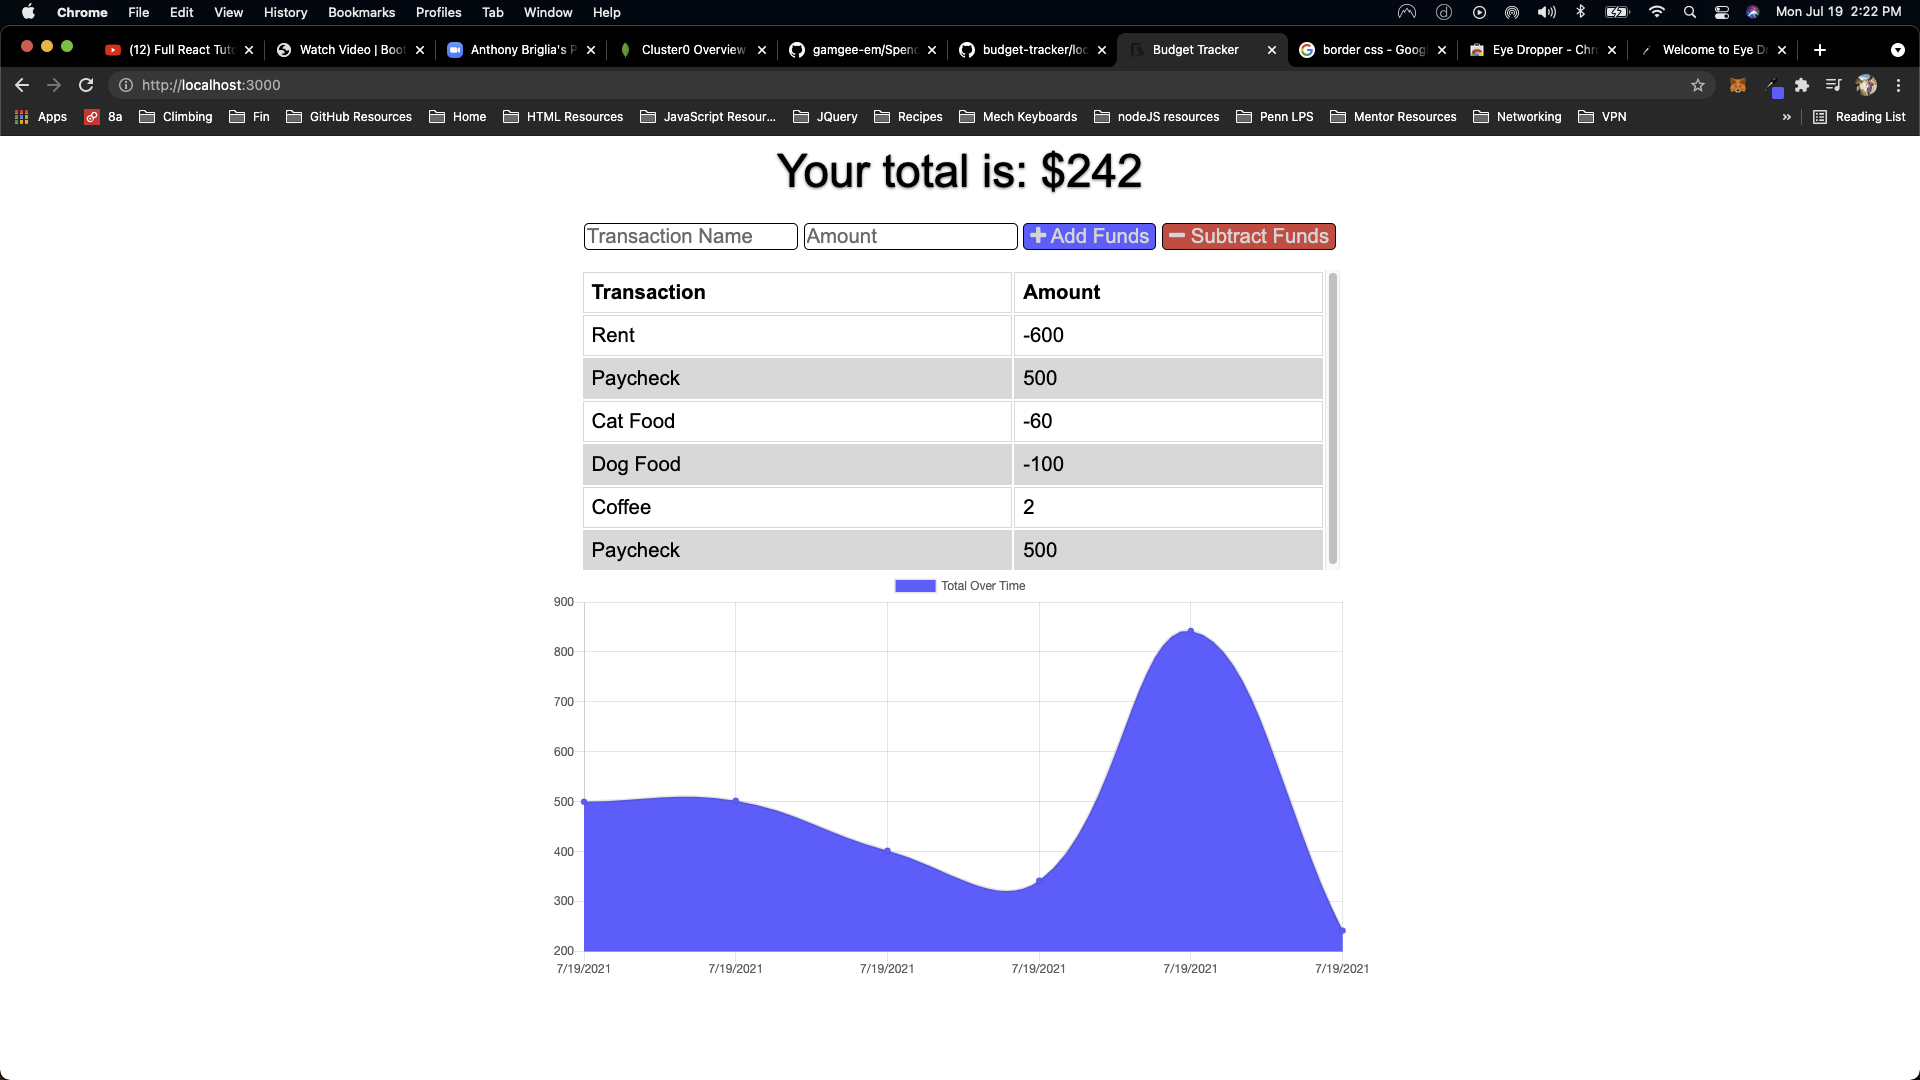 Chrome File Edit View History Bookmarks Profiles Tab Window Help Mon Jul 19 2:22 PM
(12) Full React Tuto Watch Video | Boot Anthony Briglia's P Cluster0 Overview gamgee-em/Spend budget-tracker/loc Budget Tracker border css - Googl Eye Dropper - Chro Welcome to Eye Dr
http://localhost:3000
Apps 8a Climbing Fin GitHub Resources Home HTML Resources JavaScript Resour... JQuery Recipes Mech Keyboards nodeJS resources Penn LPS Mentor Resources Networking VPN » Reading List
Your total is: $242
Transaction Name Amount + Add Funds − Subtract Funds
Transaction Amount
Rent -600
Paycheck 500
Cat Food -60
Dog Food -100
Coffee 2
Paycheck 500
Total Over Time
900
800
700
600
500
400
300
200
7/19/2021 7/19/2021 7/19/2021 7/19/2021 7/19/2021 7/19/2021